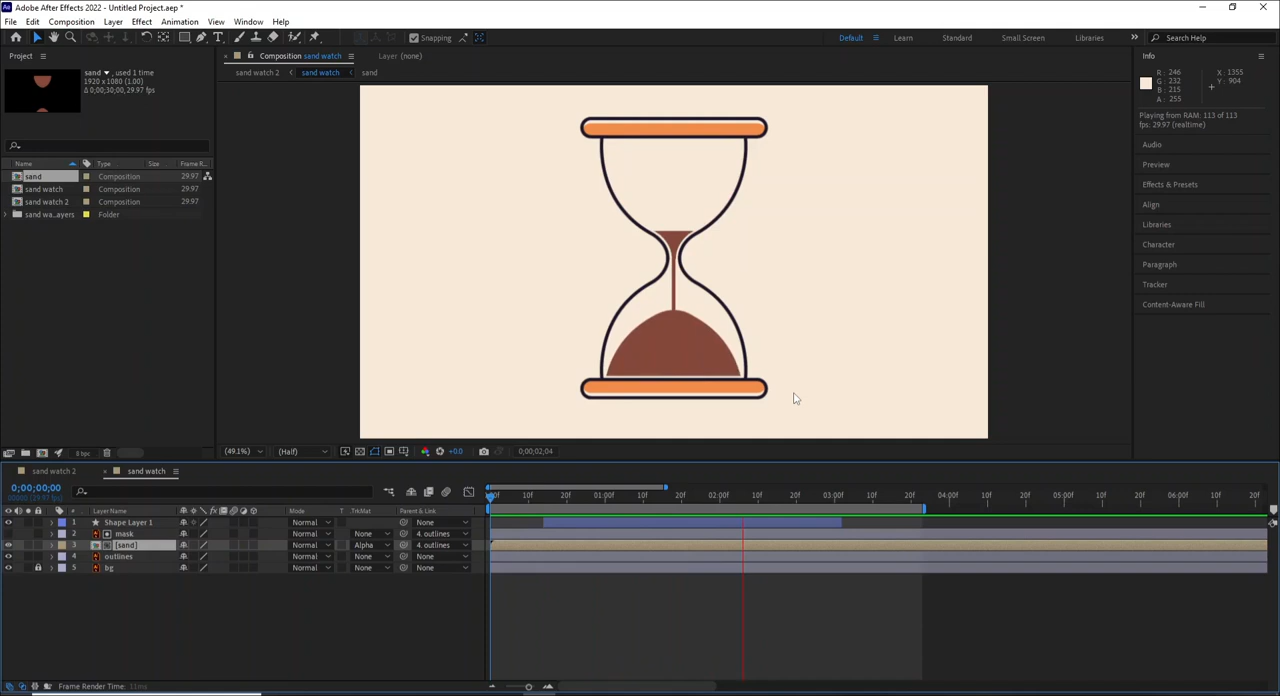 Adobe After Effects 2022 - Untitled Project.aep *
File Edit Composition Layer Effect Animation View Window Help
Snapping
Default Learn Standard Small Screen Libraries Search Help
Project
Composition sand watch
Layer (none)
Info
sand watch 2 sand watch sand
sand , used 1 time
1920 x 1080 (1.00)
Δ 0;00;30;00, 29.97 fps
R: 246
G: 232
B: 215
A: 255
X: 1355
Y: 904
Playing from RAM: 113 of 113
fps: 29.97 (realtime)
Audio
Preview
Effects & Presets
Align
Libraries
Character
Paragraph
Tracker
Content-Aware Fill
Name Type Size Frame R...
sand Composition 29.97
sand watch Composition 29.97
sand watch 2 Composition 29.97
sand wa..ayers Folder
8 bpc
(49.1%) (Half) +0.0 0;00;02;04
sand watch 2 sand watch
0;00;00;00
00000 (29.97 fps)
:00f 10f 20f 01:00f 10f 20f 02:00f 10f 20f 03:00f 10f 20f 04:00f 10f 20f 05:00f 10f 20f 06:00f 10f 20f
# Layer Name Mode T TrkMat Parent & Link
1 Shape Layer 1 Normal None
2 mask Normal None 4. outlines
3 [sand] Normal Alpha 4. outlines
4 outlines Normal None None
5 bg Normal None None
Frame Render Time: 11ms